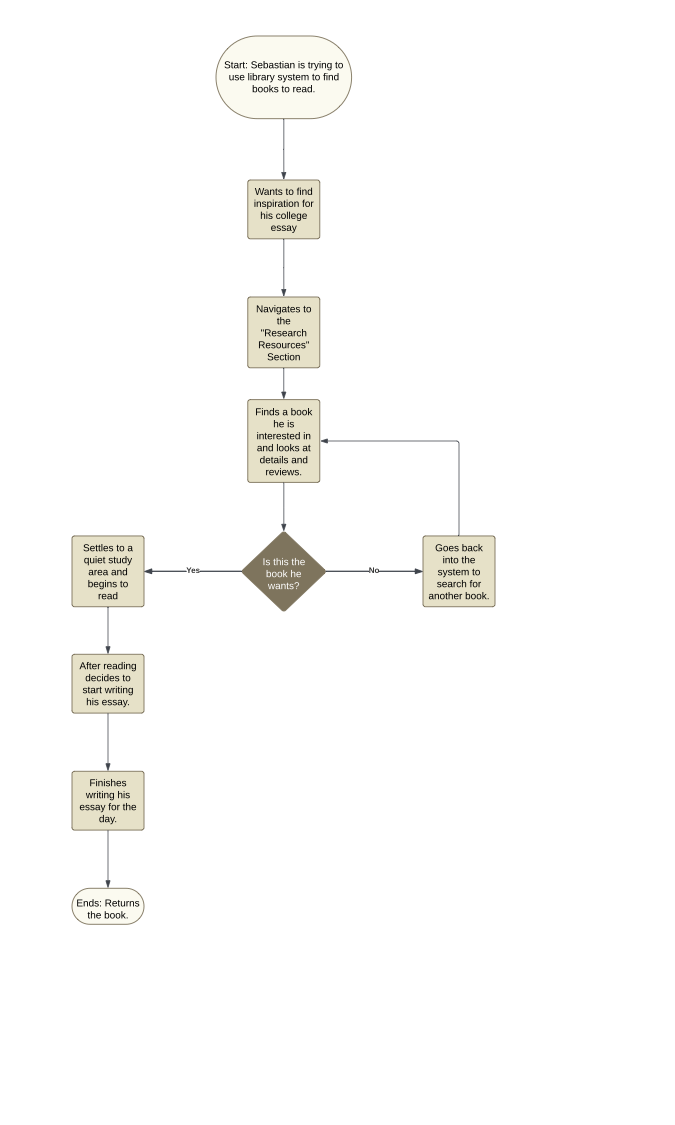 Start: Sebastian is trying to
use library system to find
books to read.
Wants to find
inspiration for
his college
essay
Navigates to
the
"Research
Resources"
Section
Finds a book
he is
interested in
and looks at
details and
reviews.
Is this the
book he
wants?
Yes
No
Settles to a
quiet study
area and
begins to
read
Goes back
into the
system to
search for
another book.
After reading
decides to
start writing
his essay.
Finishes
writing his
essay for the
day.
Ends: Returns
the book.